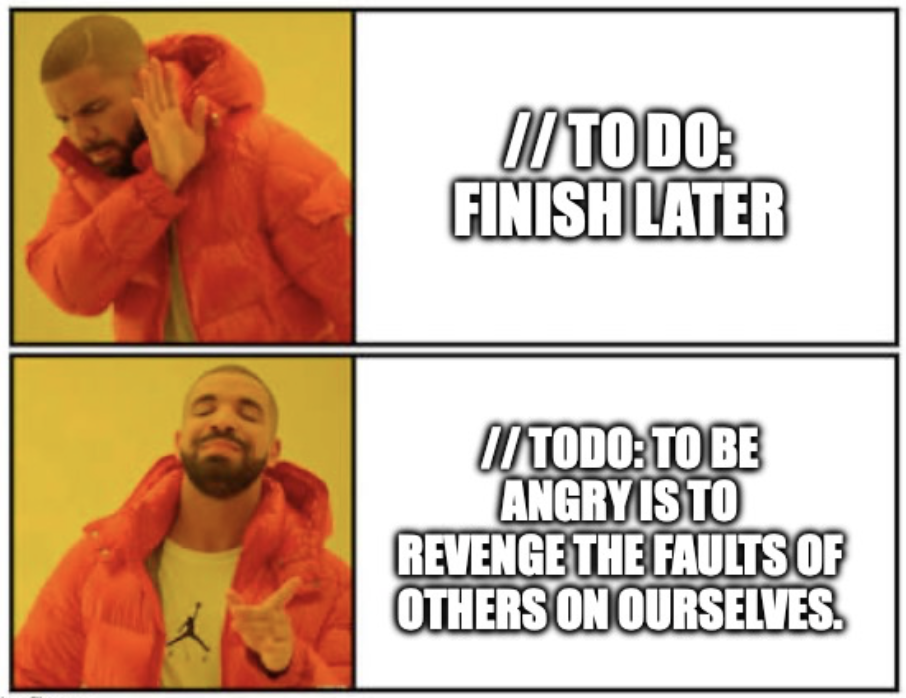 // TO DO:
FINISH LATER
// TODO: TO BE
ANGRY IS TO
REVENGE THE FAULTS OF
OTHERS ON OURSELVES.